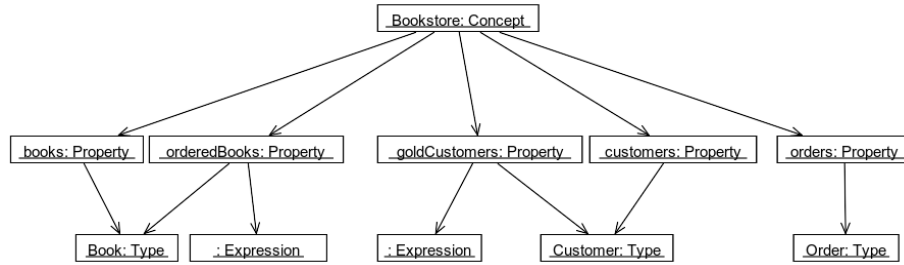 Bookstore: Concept
books: Property
orderedBooks: Property
goldCustomers: Property
customers: Property
orders: Property
Book: Type
: Expression
: Expression
Customer: Type
Order: Type